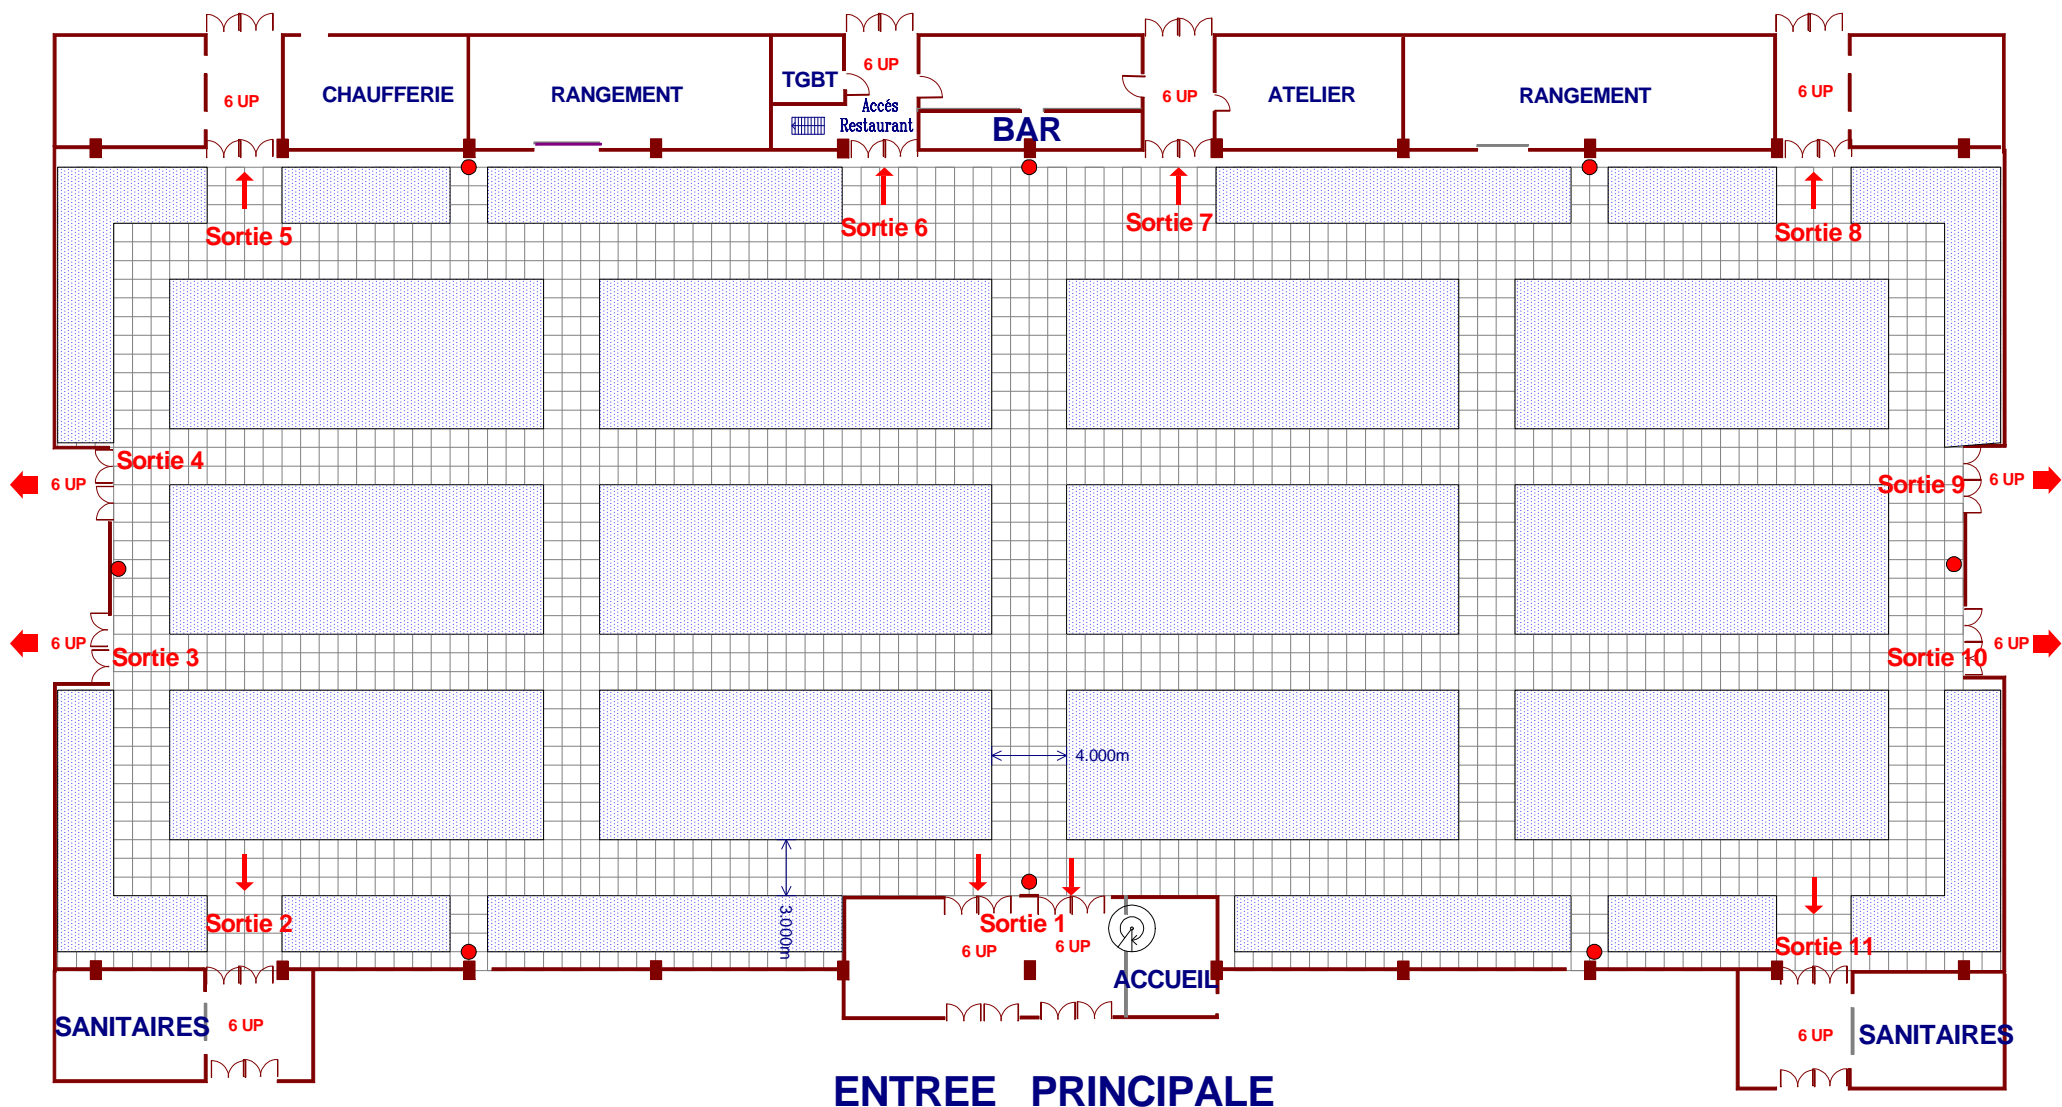 6 UP
TGBT
6 UP
CHAUFFERIE
RANGEMENT
6 UP
ATELIER
RANGEMENT
6 UP
Accés
Restaurant
BAR
Sortie 5
Sortie 6
Sortie 7
Sortie 8
Sortie 4
6 UP
Sortie 9
6 UP
6 UP
Sortie 3
Sortie 10
6 UP
4.000m
3.000m
Sortie 2
Sortie 1
6 UP
6 UP
Sortie 11
ACCUEIL
SANITAIRES
6 UP
6 UP
SANITAIRES
ENTREE PRINCIPALE